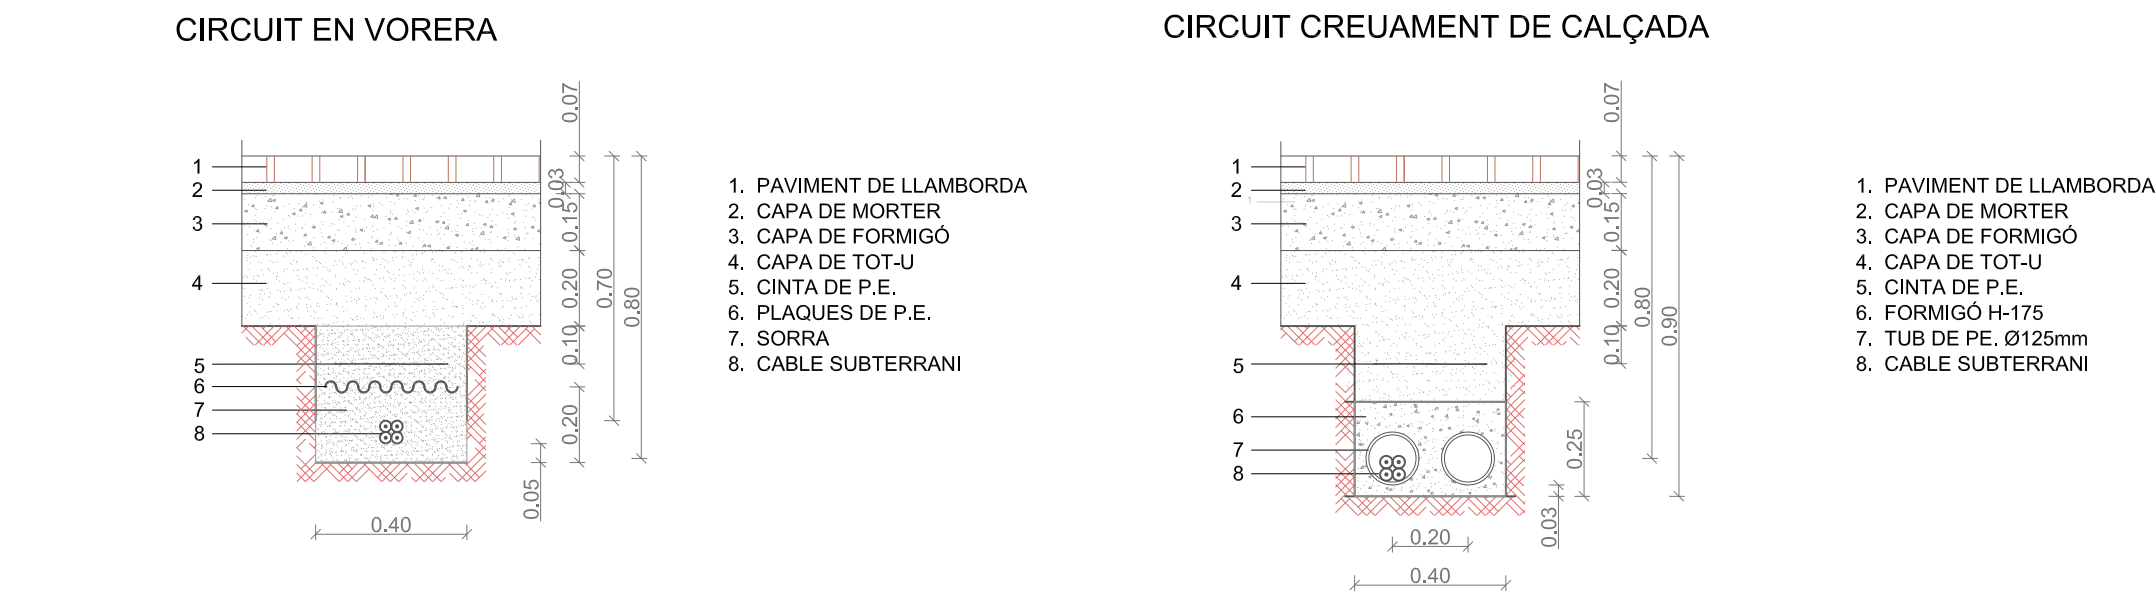 CIRCUIT EN VORERA
0.07
1
2
3
4
5
6
7
8
0.03
0.15
0.20
0.10
0.20
0.70
0.80
0.05
0.40
1. PAVIMENT DE LLAMBORDA
2. CAPA DE MORTER
3. CAPA DE FORMIGÓ
4. CAPA DE TOT-U
5. CINTA DE P.E.
6. PLAQUES DE P.E.
7. SORRA
8. CABLE SUBTERRANI
CIRCUIT CREUAMENT DE CALÇADA
0.07
1
2
1
3
4
5
6
7
8
0.03
0.15
0.20
0.10
0.80
0.90
0.25
0.03
0.20
0.40
1. PAVIMENT DE LLAMBORDA
2. CAPA DE MORTER
3. CAPA DE FORMIGÓ
4. CAPA DE TOT-U
5. CINTA DE P.E.
6. FORMIGÓ H-175
7. TUB DE PE. Ø125mm
8. CABLE SUBTERRANI